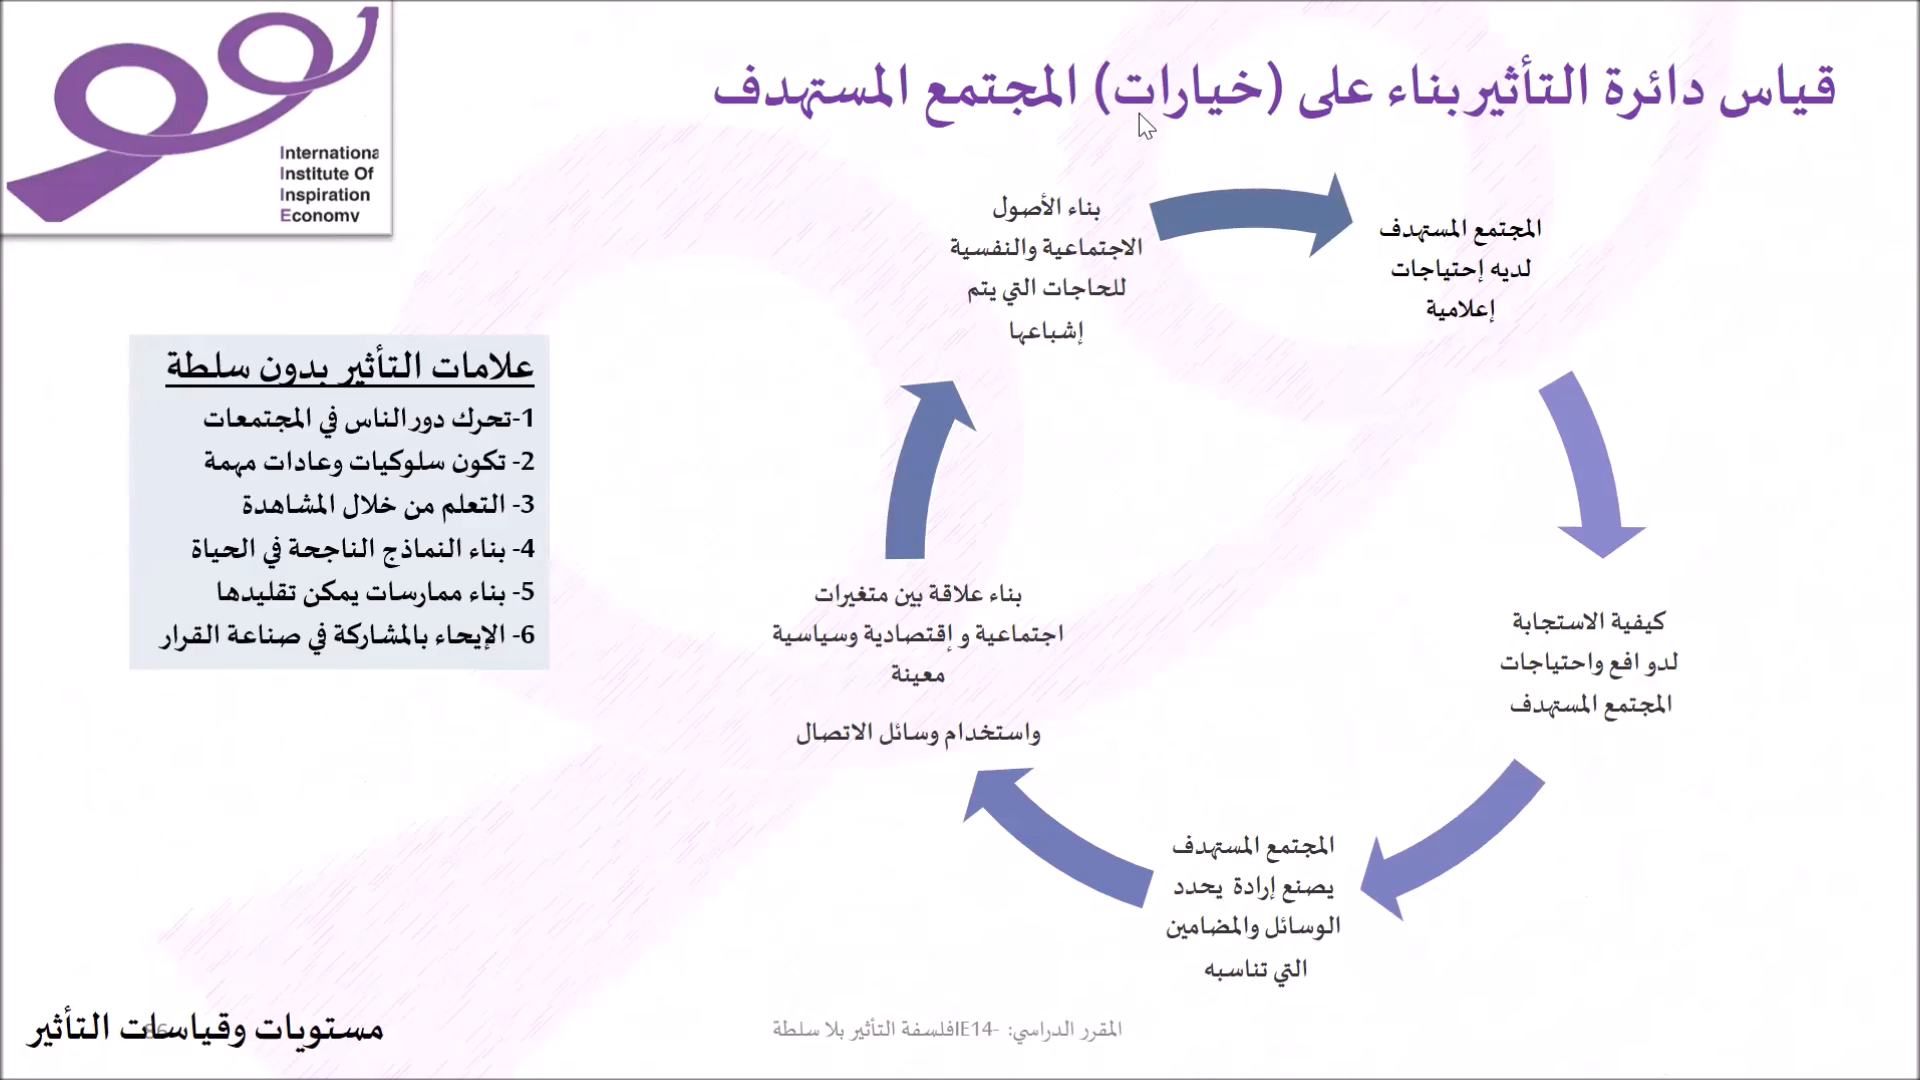 قياس دائرة التأثير بناء على (خيارات) المجتمع المستهدف
Internationa
Institute Of
Inspiration
Economy
المجتمع المستهدف
لديه إحتياجات
إعلامية
كيفية الاستجابة
لدوافع واحتياجات
المجتمع المستهدف
المجتمع المستهدف
يصنع إرادة يحدد
الوسائل والمضامين
التي تناسبه
بناء علاقة بين متغيرات
اجتماعية وإقتصادية وسياسية
معينة
واستخدام وسائل الاتصال
بناء الأصول
الاجتماعية والنفسية
للحاجات التي يتم
إشباعها
علامات التأثير بدون سلطة
1-تحرك دور الناس في المجتمعات
2- تكون سلوكيات وعادات مهمة
3- التعلم من خلال المشاهدة
4- بناء النماذج الناجحة في الحياة
5- بناء ممارسات يمكن تقليدها
6- الإيحاء بالمشاركة في صناعة القرار
المقرر الدراسي: -IE14فلسفة التأثير بلا سلطة
مستويات وقياسات التأثير